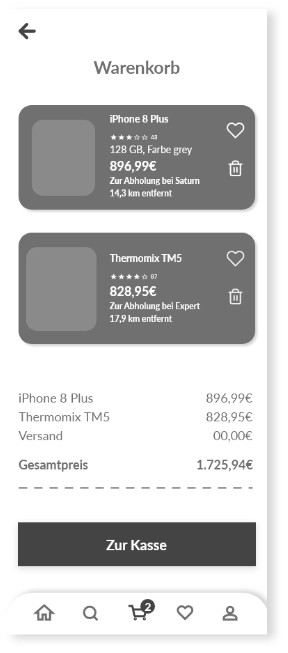 Warenkorb
iPhone 8 Plus
43
128 GB, Farbe grey
896,99€
Zur Abholung bei Saturn
14,3 km entfernt
Thermomix TM5
87
828,95€
Zur Abholung bei Expert
17,9 km entfernt
iPhone 8 Plus 896,99€
Thermomix TM5 828,95€
Versand 00,00€
Gesamtpreis 1.725,94€
Zur Kasse
2